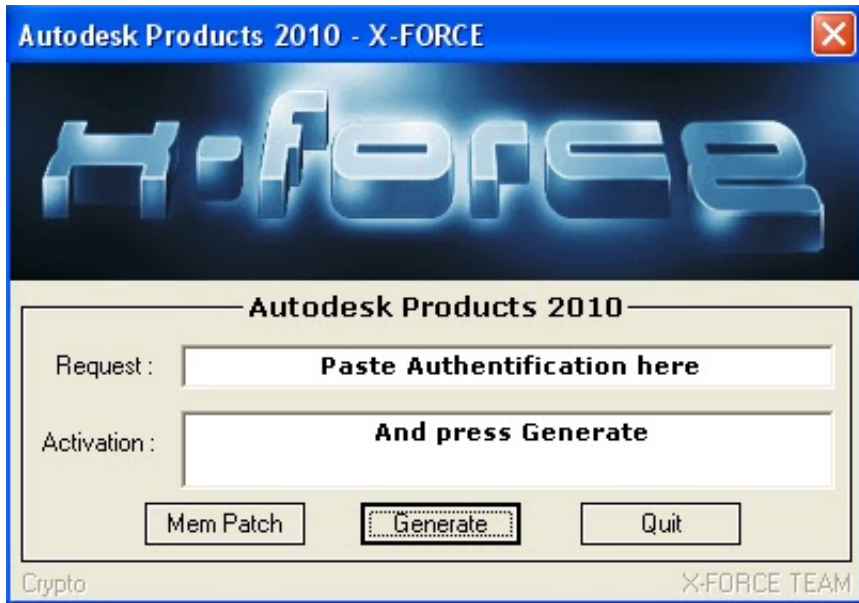 Autodesk Products 2010 - X-FORCE
x-force
Autodesk Products 2010
Request : Paste Authentification here
Activation : And press Generate
Mem Patch Generate Quit
Crypto X-FORCE TEAM